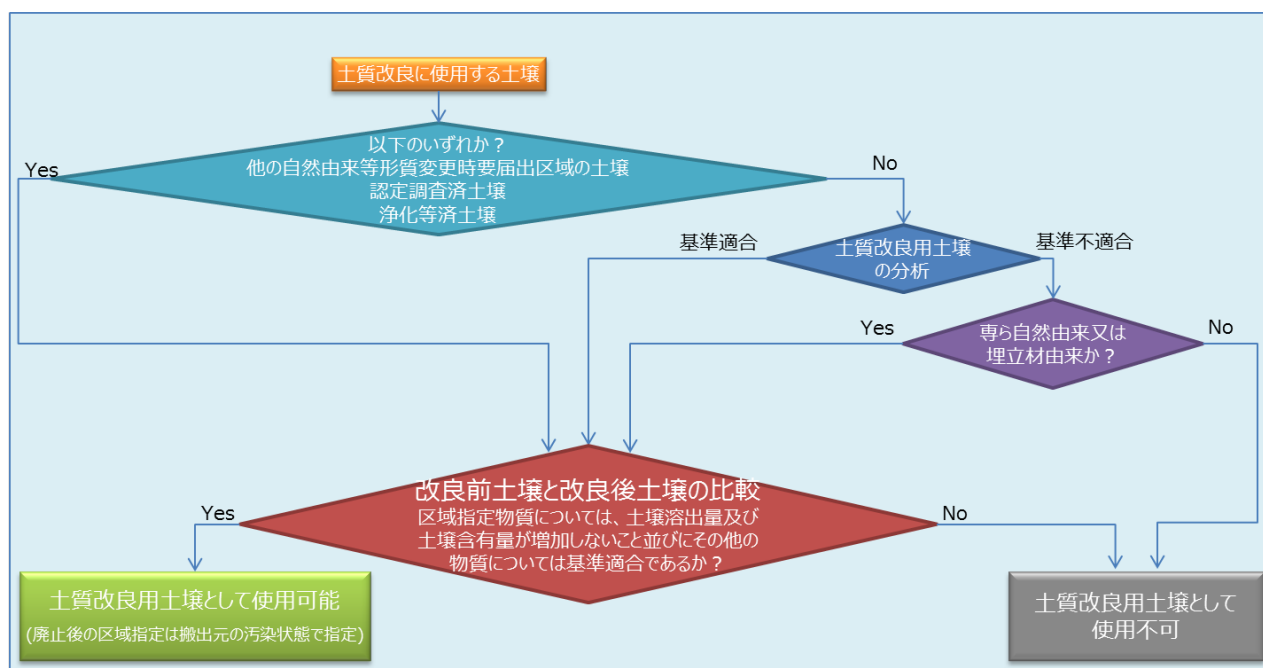 土質改良に使用する土壌
以下のいずれか？
他の自然由来等形質変更時要届出区域の土壌
認定調査済土壌
浄化等済土壌
Yes
No
土質改良用土壌
の分析
基準適合
基準不適合
専ら自然由来又は
埋立材由来か？
Yes
No
改良前土壌と改良後土壌の比較
区域指定物質については、土壌溶出量及び
土壌含有量が増加しないこと並びにその他の
物質については基準適合であるか？
Yes
No
土質改良用土壌として使用可能
(廃止後の区域指定は搬出元の汚染状態で指定)
土質改良用土壌として
使用不可